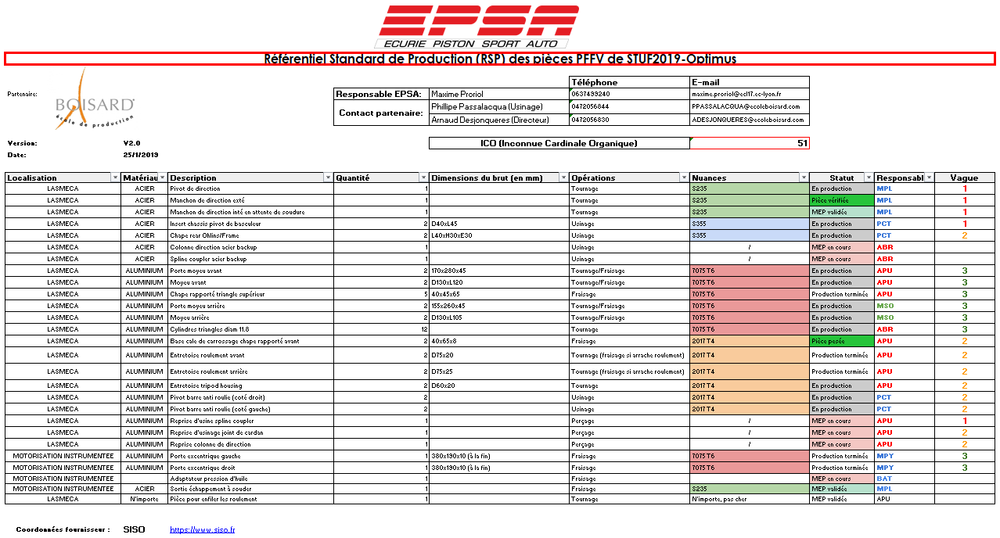 EPSA
ECURIE PISTON SPORT AUTO
Référentiel Standard de Production (RSP) des pièces PFFV de STUF2019-Optimus
Téléphone E-mail
Partenaire: BOISARD école de production
Responsable EPSA: Maxime Proriol 0637499240 maxime.proriol@ecl17.ec-lyon.fr
Contact partenaire: Phillipe Passalacqua (Usinage) 0472056844 PPASSALACQUA@ecoleboisard.com
Arnaud Desjonqueres (Directeur) 0472056830 ADESJONQUERES@ecoleboisard.com
Version: V2.0 ICO (Inconnue Cardinale Organique) 51
Date: 25/1/2019
Localisation Matériau Description Quantité Dimensions du brut (en mm) Opérations Nuances Statut Responsabl Vague
LASMECA ACIER Pivot de direction 1 Tournage S235 En production MPL 1
LASMECA ACIER Manchon de direction exté 1 Tournage S235 Pièce vérifiée MPL 1
LASMECA ACIER Manchon de direction inté en attente de soudure 1 Tournage S235 MEP validée MPL 1
LASMECA ACIER Insert chassis pivot de basculeur 2 D40xL45 Usinage S355 En production PCT 1
LASMECA ACIER Chape rear Ohlins/Frame 2 L40xH30xE30 Usinage S355 En production PCT 2
LASMECA ACIER Colonne direction acier backup 1 Usinage / MEP en cours ABR
LASMECA ACIER Spline coupler acier backup 1 Usinage / MEP en cours ABR
LASMECA ALUMINIUM Porte moyeu avant 2 170x280x45 Tournage/Fraisage 7075 T6 En production APU 3
LASMECA ALUMINIUM Moyeu avant 2 D130xL120 Tournage/Fraisage 7075 T6 En production APU 3
LASMECA ALUMINIUM Chape rapporté triangle supérieur 5 40x45x65 Fraisage 7075 T6 Production terminée APU 3
LASMECA ALUMINIUM Porte moyeu arrière 2 155x260x45 Tournage/Fraisage 7075 T6 En production MSO 3
LASMECA ALUMINIUM Moyeu arrière 2 D130xL105 Tournage/Fraisage 7075 T6 En production MSO 3
LASMECA ALUMINIUM Cylindres triangles diam 11.8 12 Tournage 7075 T6 En production ABR 3
LASMECA ALUMINIUM Base cale de carrossage chape rapporté avant 2 40x65x8 Fraisage 2017 T4 Pièce pesée APU 2
LASMECA ALUMINIUM Entretoise roulement avant 2 D75x20 Tournage (fraisage si arrache roulement) 2017 T4 Production terminée APU 2
LASMECA ALUMINIUM Entretoise roulement arrière 2 D75x25 Tournage (fraisage si arrache roulement) 2017 T4 Production terminée APU 2
LASMECA ALUMINIUM Entretoise tripod housing 2 D60x20 Tournage 2017 T4 En production APU 2
LASMECA ALUMINIUM Pivot barre anti roulie (coté droit) 2 Usinage 2017 T4 En production PCT 2
LASMECA ALUMINIUM Pivot barre anti roulie (coté gauche) 2 Usinage 2017 T4 En production PCT 2
LASMECA ALUMINIUM Reprise d'usine spline coupler 1 Perçage / MEP en cours APU 1
LASMECA ALUMINIUM Reprise d'usinage joint de cardan 1 Perçage / MEP en cours APU 2
LASMECA ALUMINIUM Reprise colonne de direction 1 Perçage / MEP en cours APU 2
MOTORISATION INSTRUMENTEE ALUMINIUM Porte excentrique gauche 1 380x190x10 (à la fin) Fraisage 7075 T6 Production terminée MPY 3
MOTORISATION INSTRUMENTEE ALUMINIUM Porte excentrique droit 1 380x190x10 (à la fin) Fraisage 7075 T6 Production terminée MPY 3
MOTORISATION INSTRUMENTEE Adaptateur pression d'huile 1 Fraisage MEP en cours BAT
MOTORISATION INSTRUMENTEE ACIER Sortie échappement à souder 1 Fraisage S235 MEP validée MPL
LASMECA N'importe Pièce pour enfiler les roulement 1 Tournage N'importe, pas cher MEP validée APU
Coordonnées fournisseur : SISO https://www.siso.fr